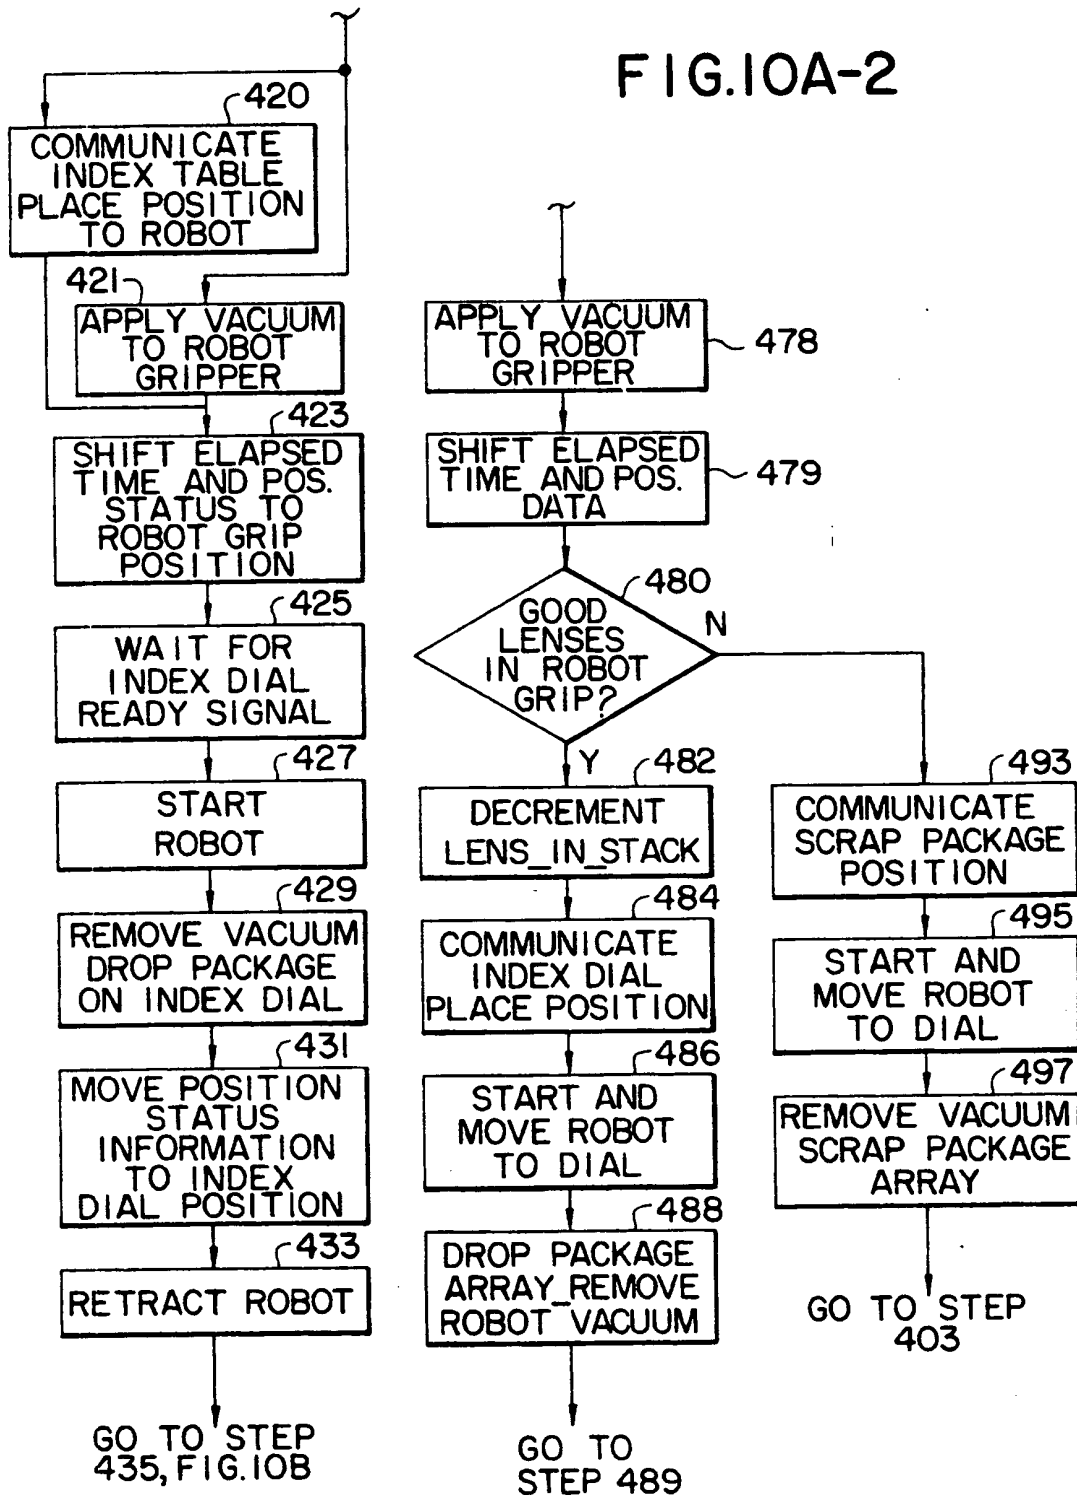 FIG.10A-2
420
COMMUNICATE
INDEX TABLE
PLACE POSITION
TO ROBOT
421
APPLY VACUUM
TO ROBOT
GRIPPER
423
SHIFT ELAPSED
TIME AND POS.
STATUS TO
ROBOT GRIP
POSITION
425
WAIT FOR
INDEX DIAL
READY SIGNAL
427
START
ROBOT
429
REMOVE VACUUM
DROP PACKAGE
ON INDEX DIAL
431
MOVE POSITION
STATUS
INFORMATION
TO INDEX
DIAL POSITION
433
RETRACT ROBOT
GO TO STEP
435, FIG.10B
APPLY VACUUM
TO ROBOT
GRIPPER
478
SHIFT ELAPSED
TIME AND POS.
DATA
479
480
GOOD
LENSES
IN ROBOT
GRIP?
N
Y
482
DECREMENT
LENS_IN_STACK
484
COMMUNICATE
INDEX DIAL
PLACE POSITION
486
START AND
MOVE ROBOT
TO DIAL
488
DROP PACKAGE
ARRAY_REMOVE
ROBOT VACUUM
GO TO
STEP 489
493
COMMUNICATE
SCRAP PACKAGE
POSITION
495
START AND
MOVE ROBOT
TO DIAL
497
REMOVE VACUUM
SCRAP PACKAGE
ARRAY
GO TO STEP
403